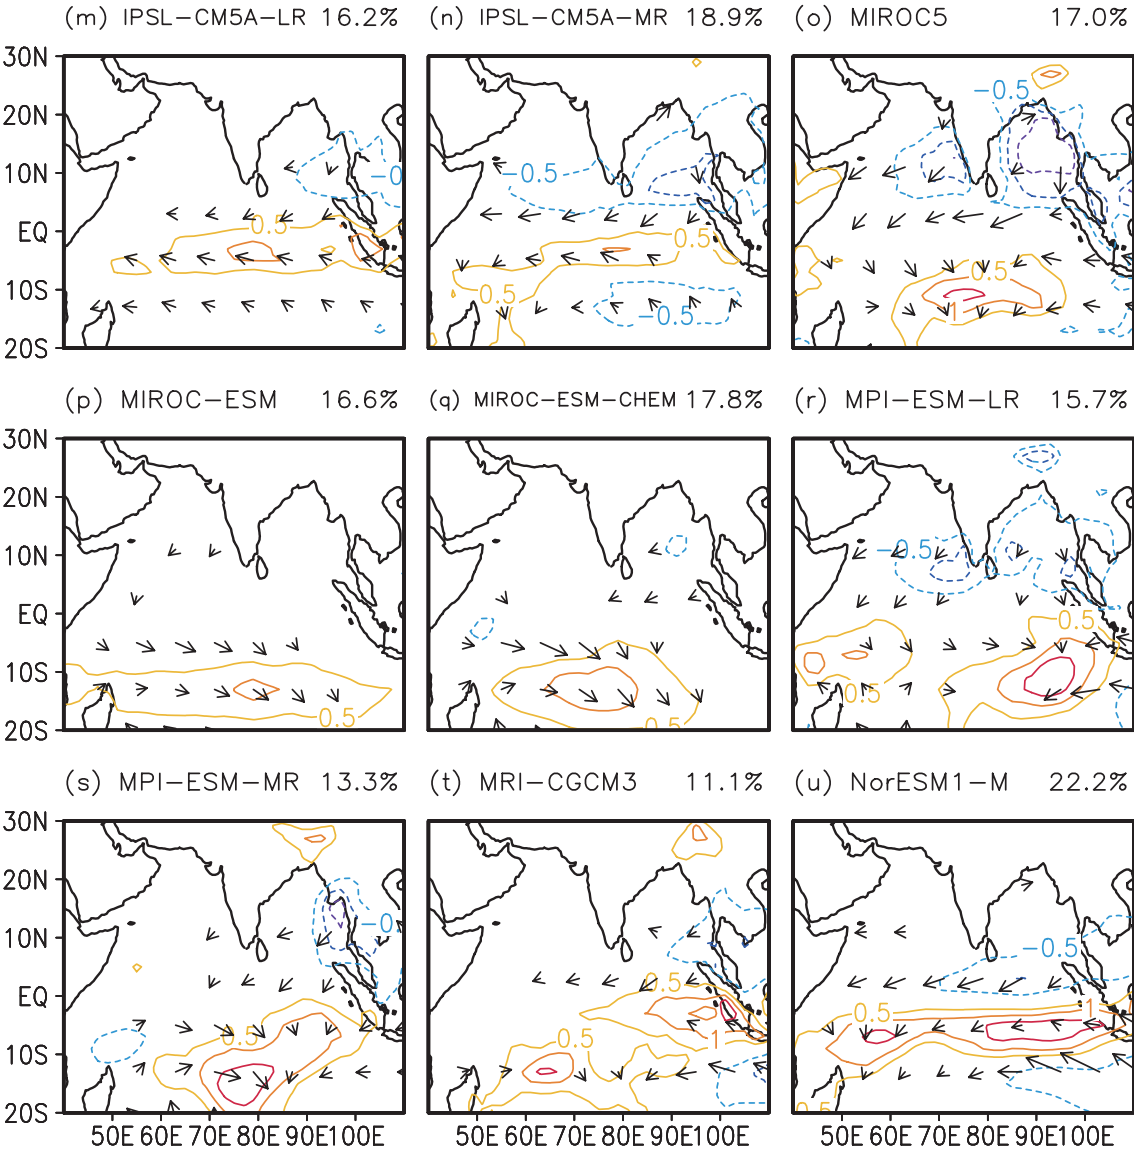 (m) IPSL−CM5A−LR 16.2% (n) IPSL−CM5A−MR 18.9% (o) MIROC5 17.0%
30N
20N
10N
EQ
10S
20S
0.5
−0
−0.5
0.5
0.5
−0.5
−0.5
0.5
1
(p) MIROC−ESM 16.6% (q) MIROC−ESM−CHEM 17.8% (r) MPI−ESM−LR 15.7%
30N
20N
10N
EQ
10S
20S
0.5
0.5
−0.5
0.5
0.5
(s) MPI−ESM−MR 13.3% (t) MRI−CGCM3 11.1% (u) NorESM1−M 22.2%
30N
20N
10N
EQ
10S
20S
−0
0.5
0.5
0.5
1
−0.5
0.5
1
0.5
50E 60E 70E 80E 90E 100E 50E 60E 70E 80E 90E 100E 50E 60E 70E 80E 90E 100E